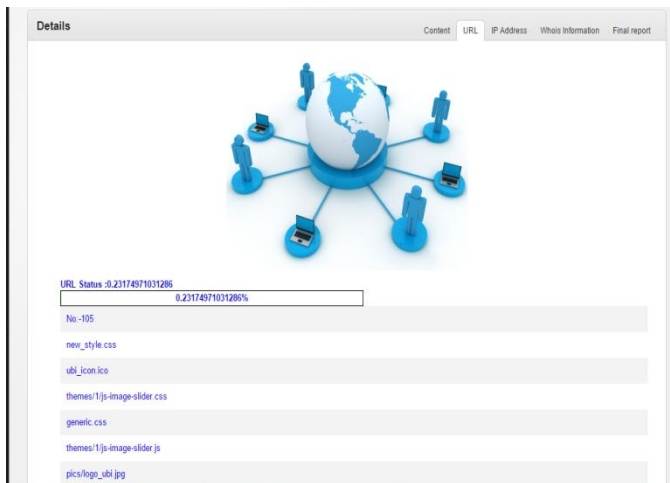 Details
Content URL IP Address Whois Information Final report
URL Status :0.23174971031286
0.23174971031286%
No:-105
new_style.css
ubi_icon.ico
themes/1/js-image-slider.css
generic.css
themes/1/js-image-slider.js
pics/logo_ubi.jpg